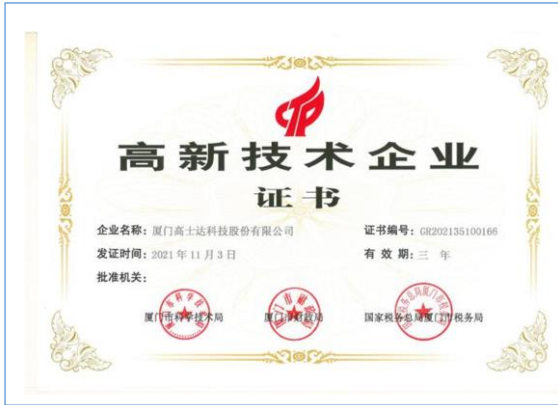 高新技术企业
证书
企业名称：厦门高士达科技股份有限公司 证书编号：GR202135100166
发证时间：2021年11月3日 有效期：三年
批准机关：
厦门市科学技术局 厦门市财政局 国家税务总局厦门市税务局